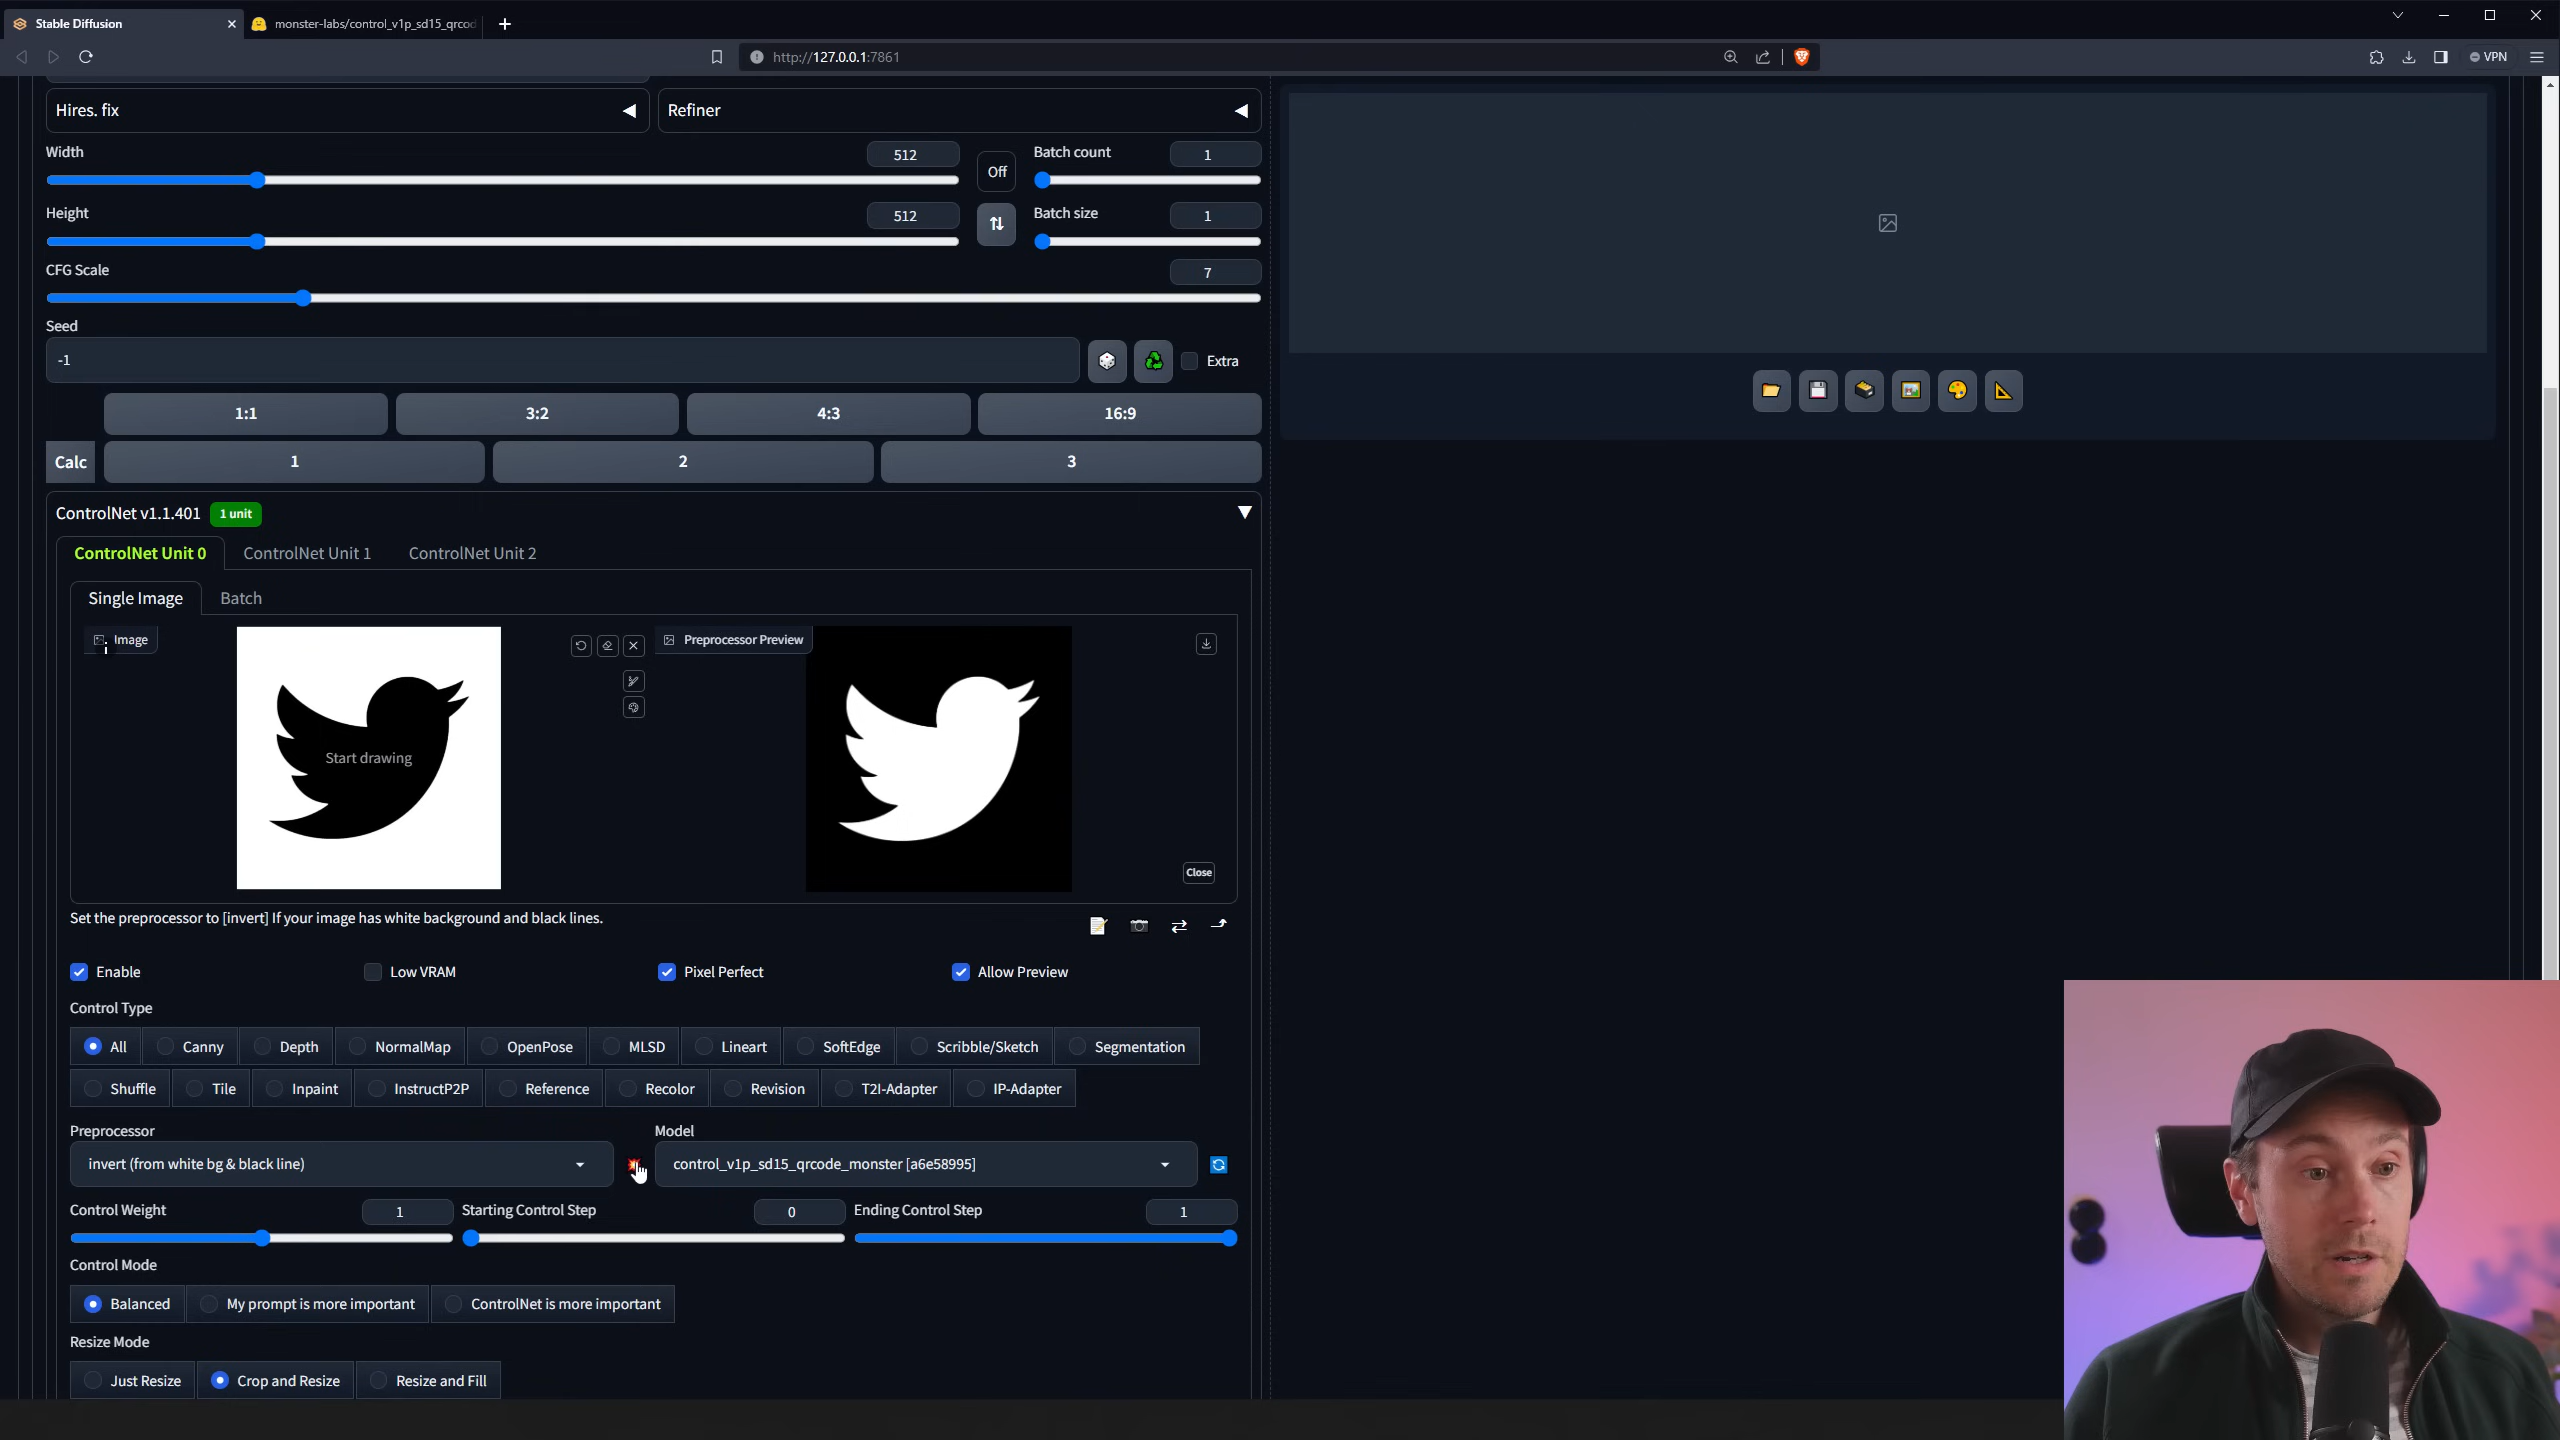 Stable Diffusion
monster-labs/control_v1p_sd15_qrcod
http://127.0.0.1:7861
VPN
Hires. fix
Refiner
Width
512
Off
Batch count
1
Height
512
Batch size
1
CFG Scale
7
Seed
-1
Extra
1:1
3:2
4:3
16:9
Calc
1
2
3
ControlNet v1.1.401
1 unit
ControlNet Unit 0
ControlNet Unit 1
ControlNet Unit 2
Single Image
Batch
Image
Preprocessor Preview
Start drawing
Close
Set the preprocessor to [invert] If your image has white background and black lines.
Enable
Low VRAM
Pixel Perfect
Allow Preview
Control Type
All
Canny
Depth
NormalMap
OpenPose
MLSD
Lineart
SoftEdge
Scribble/Sketch
Segmentation
Shuffle
Tile
Inpaint
InstructP2P
Reference
Recolor
Revision
T2I-Adapter
IP-Adapter
Preprocessor
Model
invert (from white bg & black line)
control_v1p_sd15_qrcode_monster [a6e58995]
Control Weight
1
Starting Control Step
0
Ending Control Step
1
Control Mode
Balanced
My prompt is more important
ControlNet is more important
Resize Mode
Just Resize
Crop and Resize
Resize and Fill